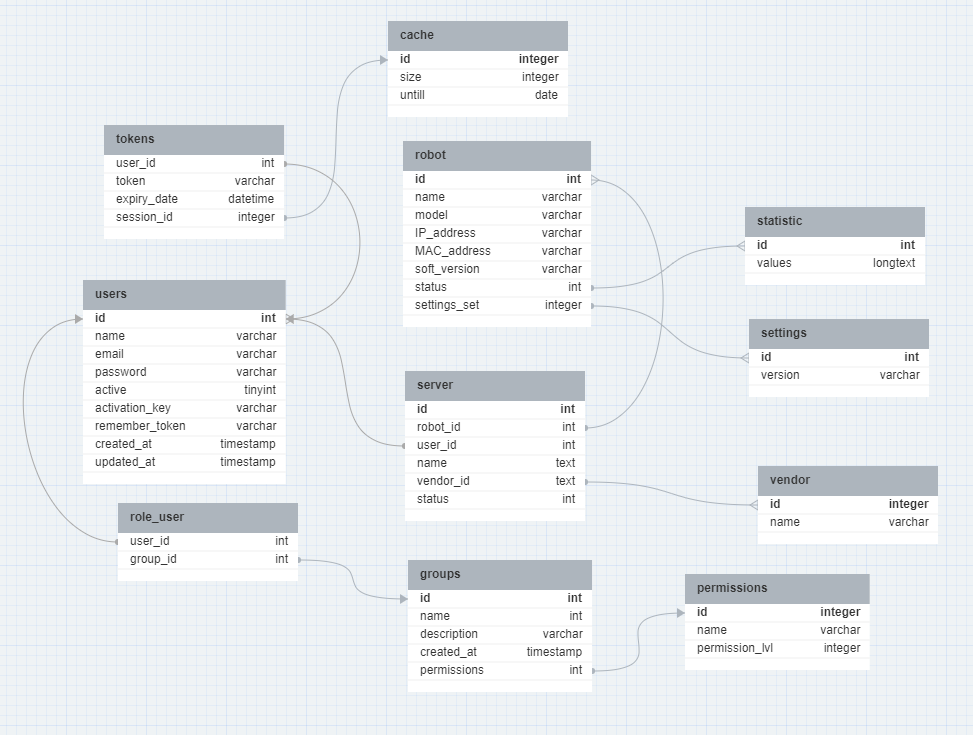 cache
id integer
size integer
untill date
tokens
user_id int
token varchar
expiry_date datetime
session_id integer
robot
id int
name varchar
model varchar
IP_address varchar
MAC_address varchar
soft_version varchar
status int
settings_set integer
statistic
id int
values longtext
users
id int
name varchar
email varchar
password varchar
active tinyint
activation_key varchar
remember_token varchar
created_at timestamp
updated_at timestamp
settings
id int
version varchar
server
id int
robot_id int
user_id int
name text
vendor_id text
status int
vendor
id integer
name varchar
role_user
user_id int
group_id int
groups
id int
name int
description varchar
created_at timestamp
permissions int
permissions
id integer
name varchar
permission_lvl integer